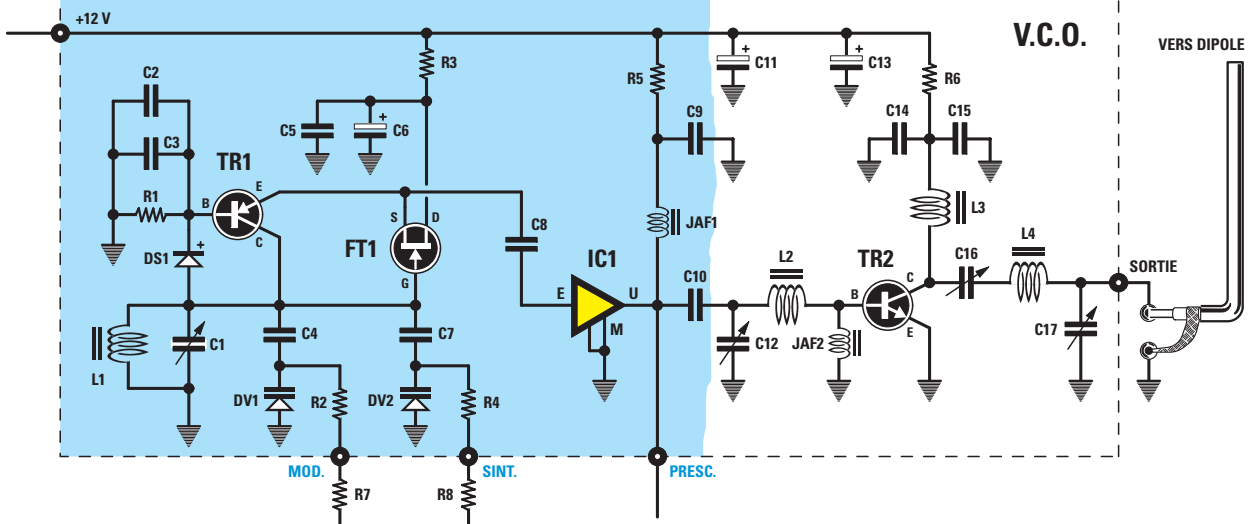 +12 V
V.C.O.
VERS DIPOLE
C2
R3
R5
+
C11
+
C13
R6
C3
C5
+
C6
C9
C14
C15
TR1
R1
B
E
C
S
D
C8
JAF1
L3
DS1
+
FT1
G
IC1
E
U
M
C10
L2
TR2
C
B
E
C16
L4
SORTIE
L1
C1
C4
C7
C12
JAF2
C17
DV1
R2
DV2
R4
MOD.
SINT.
PRESC.
R7
R8